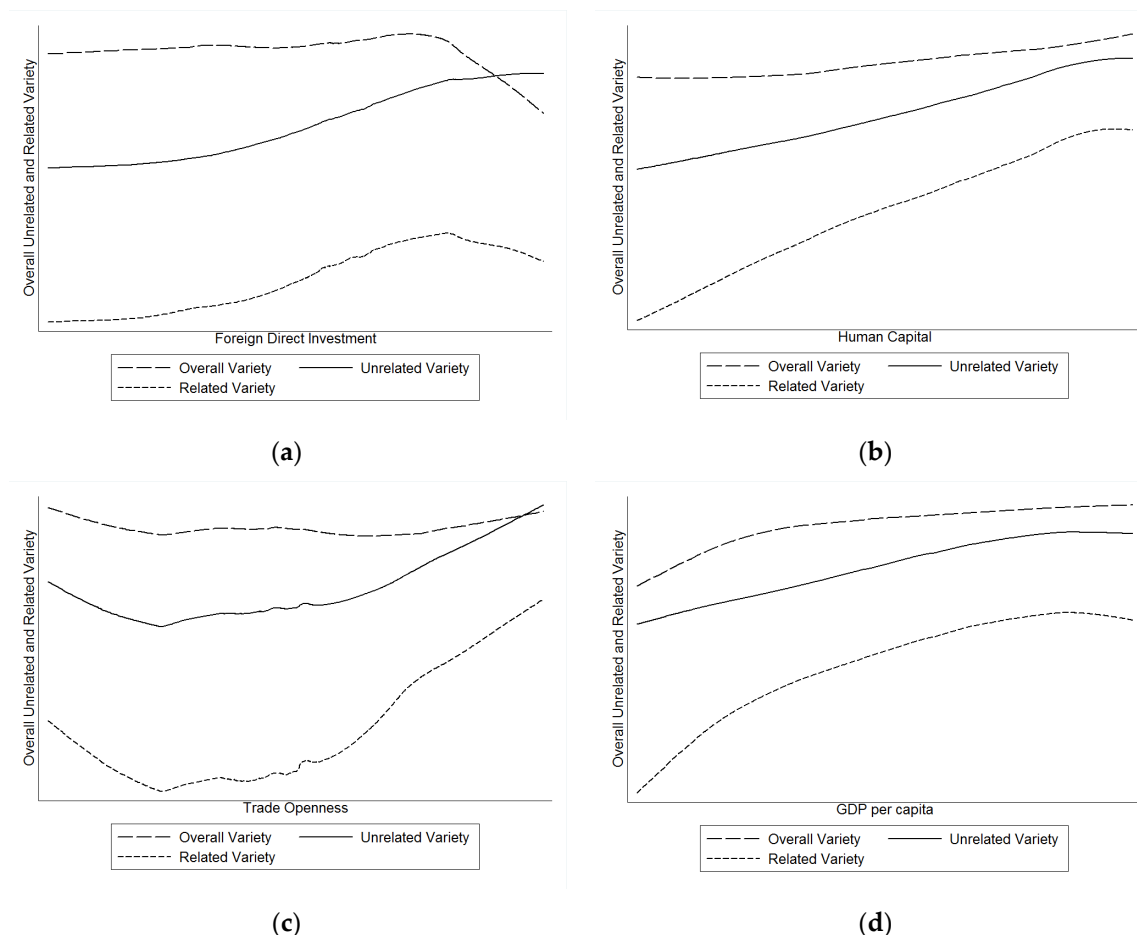 Overall Unrelated and Related Variety
Foreign Direct Investment
Overall Variety
Unrelated Variety
Related Variety
(a)
Overall Unrelated and Related Variety
Human Capital
Overall Variety
Unrelated Variety
Related Variety
(b)
Overall Unrelated and Related Variety
Trade Openness
Overall Variety
Unrelated Variety
Related Variety
(c)
Overall Unrelated and Related Variety
GDP per capita
Overall Variety
Unrelated Variety
Related Variety
(d)